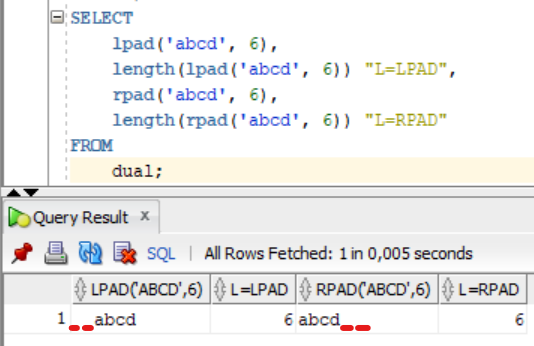 SELECT
lpad('abcd', 6),
length(lpad('abcd', 6)) "L=LPAD",
rpad('abcd', 6),
length(rpad('abcd', 6)) "L=RPAD"
FROM
dual;
Query Result x
SQL | All Rows Fetched: 1 in 0,005 seconds
LPAD('ABCD',6) L=LPAD RPAD('ABCD',6) L=RPAD
1 abcd 6 abcd 6